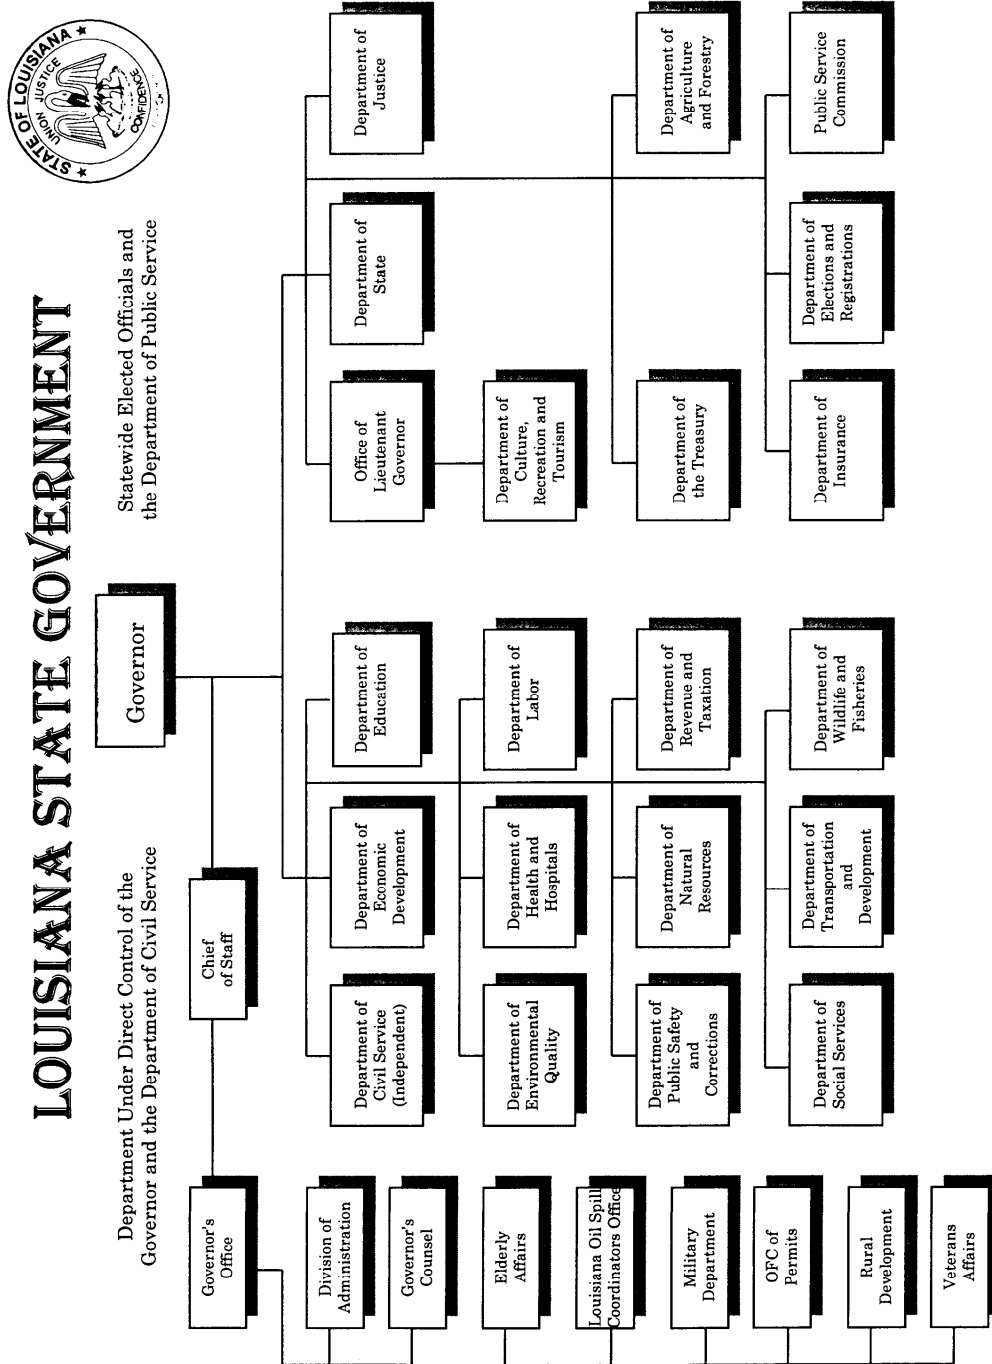 LOUISIANA STATE GOVERNMENT
STATE OF LOUISIANA
UNION JUSTICE
CONFIDENCE
Department Under Direct Control of the
Governor and the Department of Civil Service
Governor
Statewide Elected Officials and
the Department of Public Service
Governor's
Office
Chief
of Staff
Division of
Administration
Governor's
Counsel
Elderly
Affairs
Louisiana Oil Spill
Coordinators Office
Military
Department
OFC of
Permits
Rural
Development
Veterans
Affairs
Department of
Civil Service
(Independent)
Department of
Economic
Development
Department of
Education
Department of
Environmental
Quality
Department of
Health and
Hospitals
Department of
Labor
Department of
Public Safety
and
Corrections
Department of
Natural
Resources
Department of
Revenue and
Taxation
Department of
Social Services
Department of
Transportation
and
Development
Department of
Wildlife and
Fisheries
Office of
Lieutenant
Governor
Department of
State
Department of
Justice
Department of
Culture,
Recreation and
Tourism
Department of
the Treasury
Department of
Agriculture
and Forestry
Department of
Insurance
Department of
Elections and
Registrations
Public Service
Commission